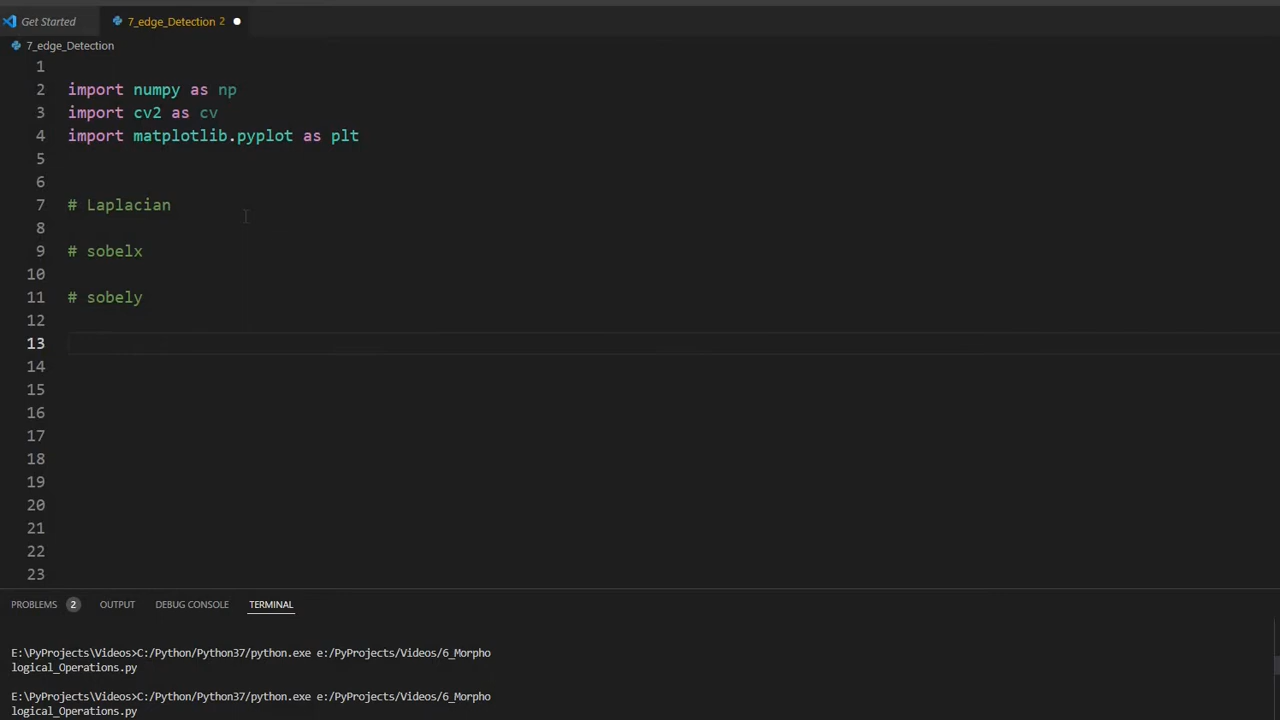 Get Started
7_edge_Detection 2
7_edge_Detection
1
2 import numpy as np
3 import cv2 as cv
4 import matplotlib.pyplot as plt
5
6
7 # Laplacian
8
9 # sobelx
10
11 # sobely
12
13
14
15
16
17
18
19
20
21
22
23
PROBLEMS 2 OUTPUT DEBUG CONSOLE TERMINAL
E:\PyProjects\Videos>C:/Python/Python37/python.exe e:/PyProjects/Videos/6_Morpho
logical_Operations.py
E:\PyProjects\Videos>C:/Python/Python37/python.exe e:/PyProjects/Videos/6_Morpho
logical_Operations.py